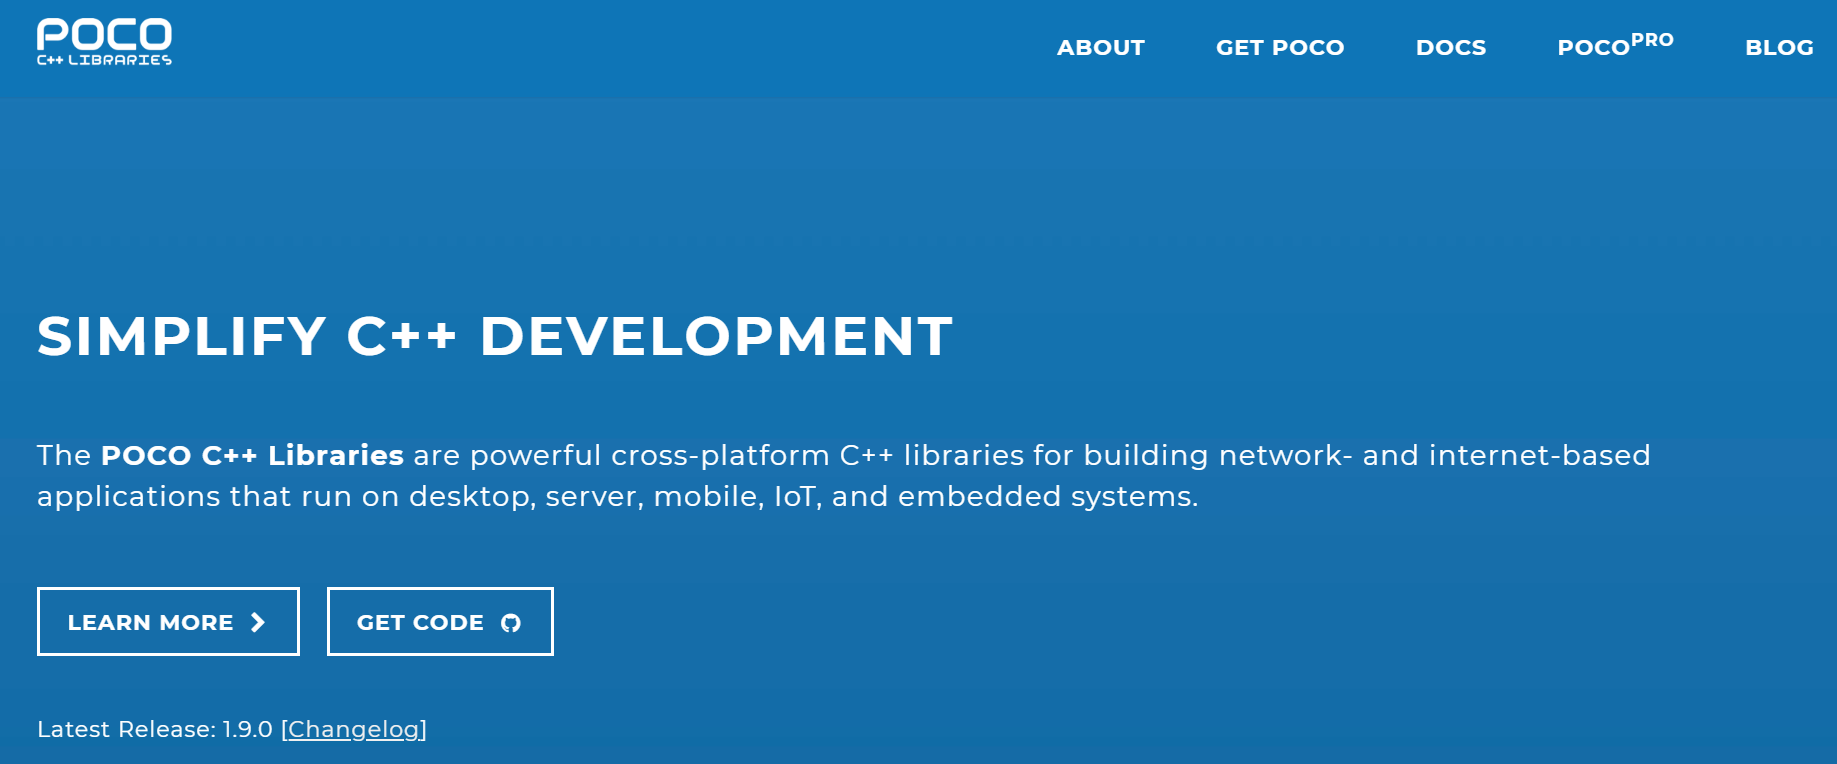 POCO
C++ LIBRARIES
ABOUT GET POCO DOCS POCOPRO BLOG
SIMPLIFY C++ DEVELOPMENT
The POCO C++ Libraries are powerful cross-platform C++ libraries for building network- and internet-based
applications that run on desktop, server, mobile, IoT, and embedded systems.
LEARN MORE GET CODE
Latest Release: 1.9.0 [Changelog]